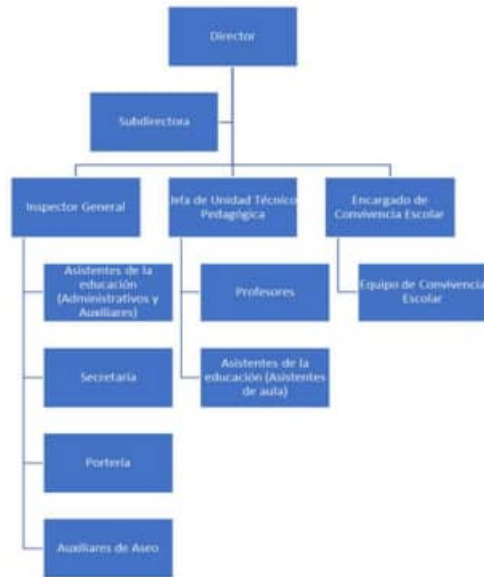 Director
Subdirectora
Inspector General
Jefa de Unidad Técnico
Pedagógica
Encargado de
Convivencia Escolar
Asistentes de la
educación
(Administrativos y
Auxiliares)
Profesores
Equipo de Convivencia
Escolar
Secretaría
Asistentes de la
educación (Asistentes
de aula)
Portería
Auxiliares de Aseo